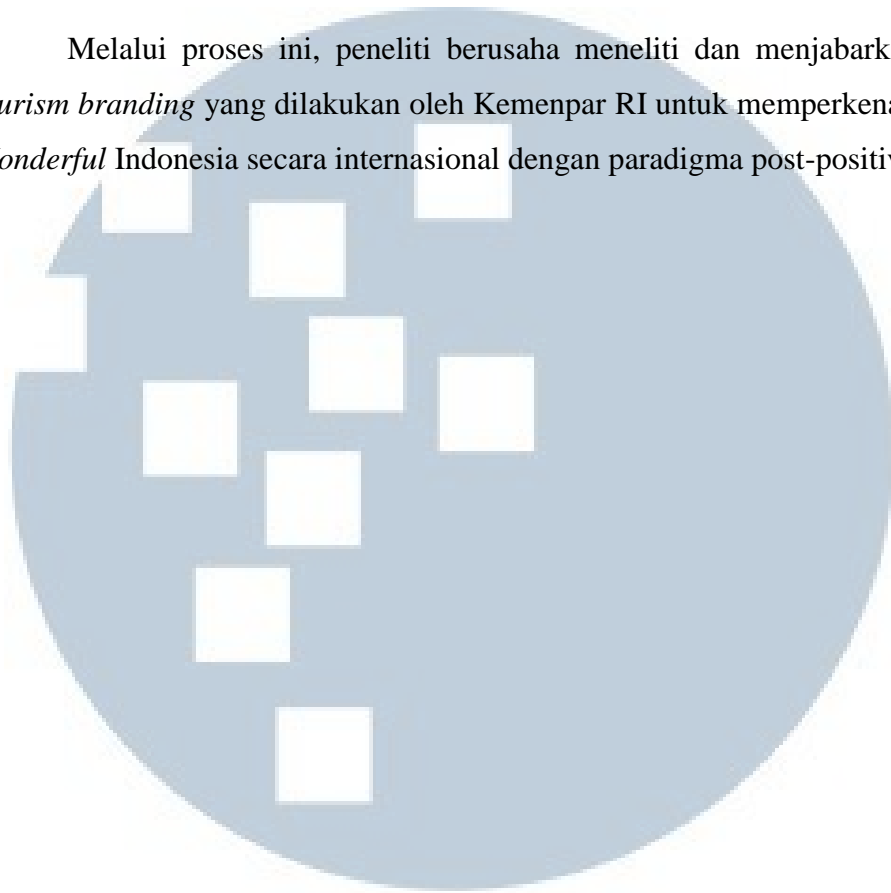 Melalui proses ini, peneliti berusaha meneliti dan menjabark
urism branding yang dilakukan oleh Kemenpar RI untuk memperkena
onderful Indonesia secara internasional dengan paradigma post-positiv